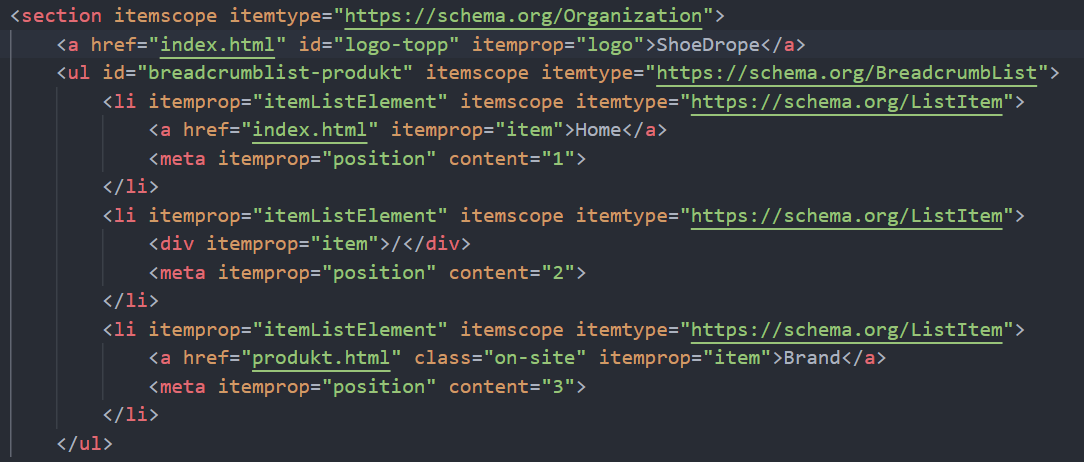 <section itemscope itemtype="https://schema.org/Organization">
<a href="index.html" id="logo-topp" itemprop="logo">ShoeDrope</a>
<ul id="breadcrumblist-produkt" itemscope itemtype="https://schema.org/BreadcrumbList">
<li itemprop="itemListElement" itemscope itemtype="https://schema.org/ListItem">
<a href="index.html" itemprop="item">Home</a>
<meta itemprop="position" content="1">
</li>
<li itemprop="itemListElement" itemscope itemtype="https://schema.org/ListItem">
<div itemprop="item">/</div>
<meta itemprop="position" content="2">
</li>
<li itemprop="itemListElement" itemscope itemtype="https://schema.org/ListItem">
<a href="produkt.html" class="on-site" itemprop="item">Brand</a>
<meta itemprop="position" content="3">
</li>
</ul>